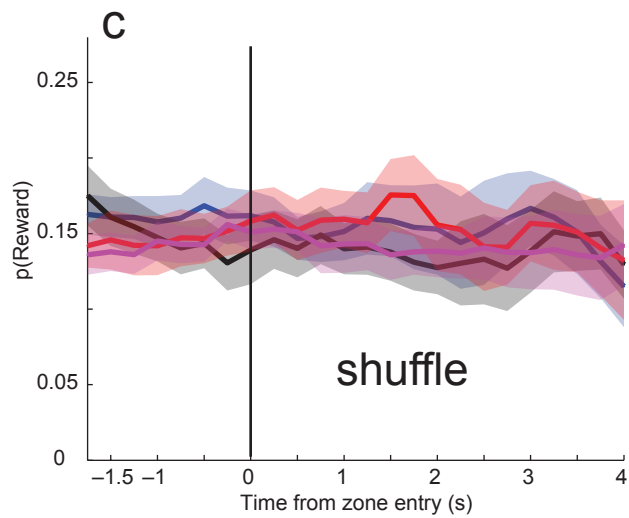 c
0.25
0.15
0.05
0
p(Reward)
shuffle
−1.5 −1 0 1 2 3 4
Time from zone entry (s)